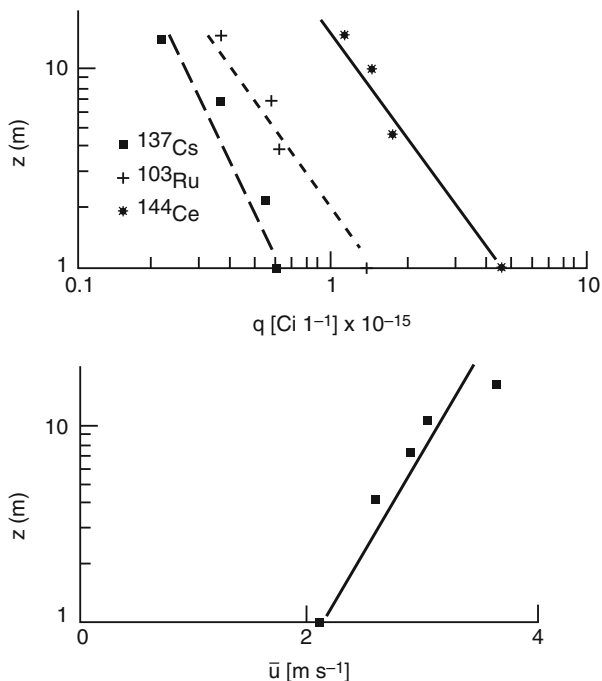 10
z (m)
1
■ ¹³⁷Cs
+ ¹⁰³Ru
✷ ¹⁴⁴Ce
0.1 1 10
q [Ci 1⁻¹] x 10⁻¹⁵
10
z (m)
1
0 2 4
ū [m s⁻¹]